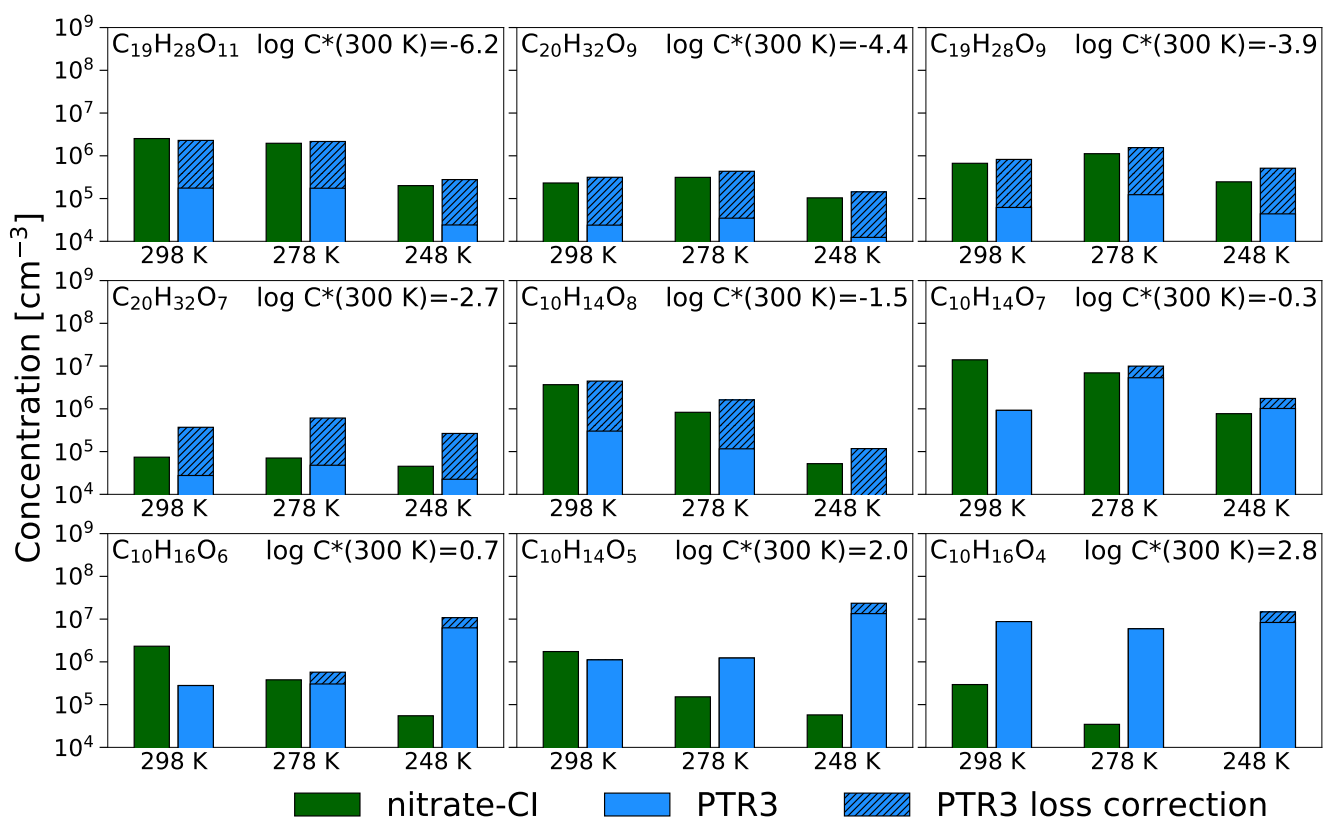 C₁₉H₂₈O₁₁ log C*(300 K)=-6.2
C₂₀H₃₂O₉ log C*(300 K)=-4.4
C₁₉H₂₈O₉ log C*(300 K)=-3.9
10⁹
10⁸
10⁷
10⁶
10⁵
10⁴
298 K 278 K 248 K
298 K 278 K 248 K
298 K 278 K 248 K
Concentration [cm⁻³]
C₂₀H₃₂O₇ log C*(300 K)=-2.7
C₁₀H₁₄O₈ log C*(300 K)=-1.5
C₁₀H₁₄O₇ log C*(300 K)=-0.3
10⁹
10⁸
10⁷
10⁶
10⁵
10⁴
298 K 278 K 248 K
298 K 278 K 248 K
298 K 278 K 248 K
C₁₀H₁₆O₆ log C*(300 K)=0.7
C₁₀H₁₄O₅ log C*(300 K)=2.0
C₁₀H₁₆O₄ log C*(300 K)=2.8
10⁹
10⁸
10⁷
10⁶
10⁵
10⁴
298 K 278 K 248 K
298 K 278 K 248 K
298 K 278 K 248 K
nitrate-CI PTR3 PTR3 loss correction